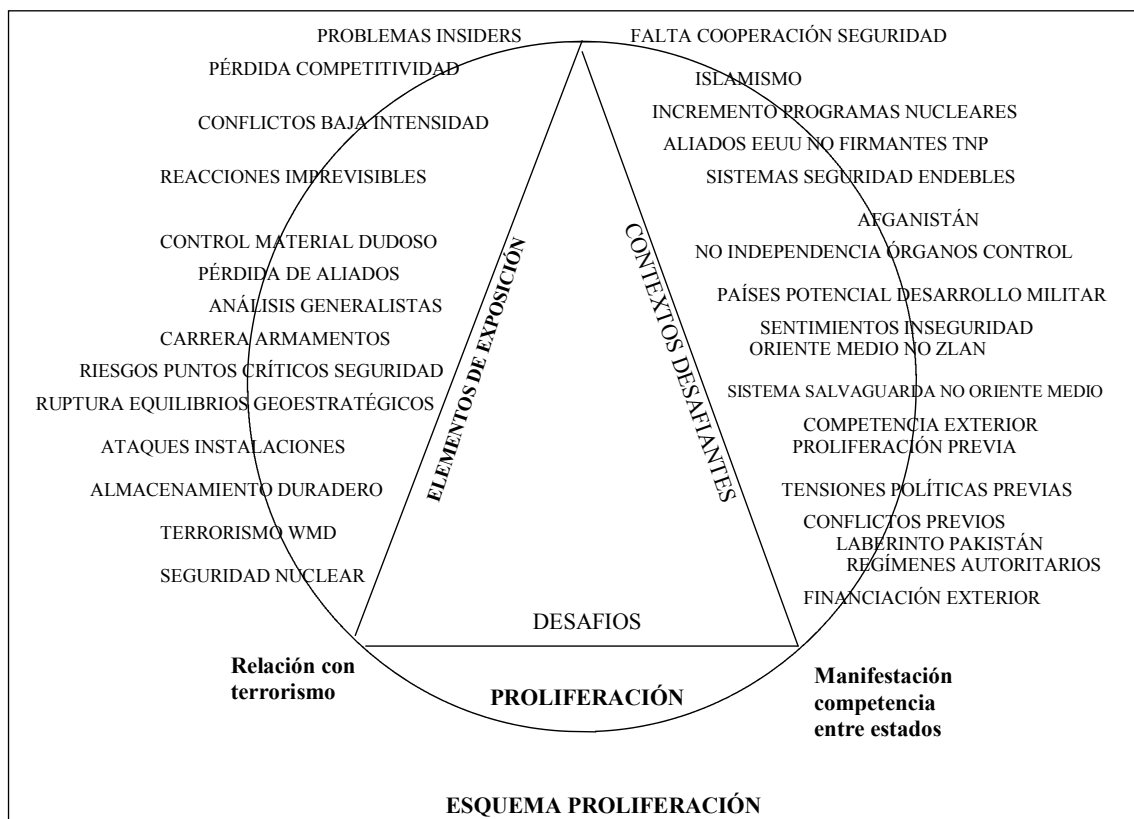 PROBLEMAS INSIDERS
PÉRDIDA COMPETITIVIDAD
CONFLICTOS BAJA INTENSIDAD
REACCIONES IMPREVISIBLES
CONTROL MATERIAL DUDOSO
PÉRDIDA DE ALIADOS
ANÁLISIS GENERALISTAS
CARRERA ARMAMENTOS
RIESGOS PUNTOS CRÍTICOS SEGURIDAD
RUPTURA EQUILIBRIOS GEOESTRATÉGICOS
ATAQUES INSTALACIONES
ALMACENAMIENTO DURADERO
TERRORISMO WMD
SEGURIDAD NUCLEAR
ELEMENTOS DE EXPOSICIÓN
CONTEXTOS DESAFIANTES
FALTA COOPERACIÓN SEGURIDAD
ISLAMISMO
INCREMENTO PROGRAMAS NUCLEARES
ALIADOS EEUU NO FIRMANTES TNP
SISTEMAS SEGURIDAD ENDEBLES
AFGANISTÁN
NO INDEPENDENCIA ÓRGANOS CONTROL
PAÍSES POTENCIAL DESARROLLO MILITAR
SENTIMIENTOS INSEGURIDAD
ORIENTE MEDIO NO ZLAN
SISTEMA SALVAGUARDA NO ORIENTE MEDIO
COMPETENCIA EXTERIOR
PROLIFERACIÓN PREVIA
TENSIONES POLÍTICAS PREVIAS
CONFLICTOS PREVIOS
LABERINTO PAKISTÁN
REGÍMENES AUTORITARIOS
FINANCIACIÓN EXTERIOR
DESAFIOS
Relación con
terrorismo
PROLIFERACIÓN
Manifestación
competencia
entre estados
ESQUEMA PROLIFERACIÓN